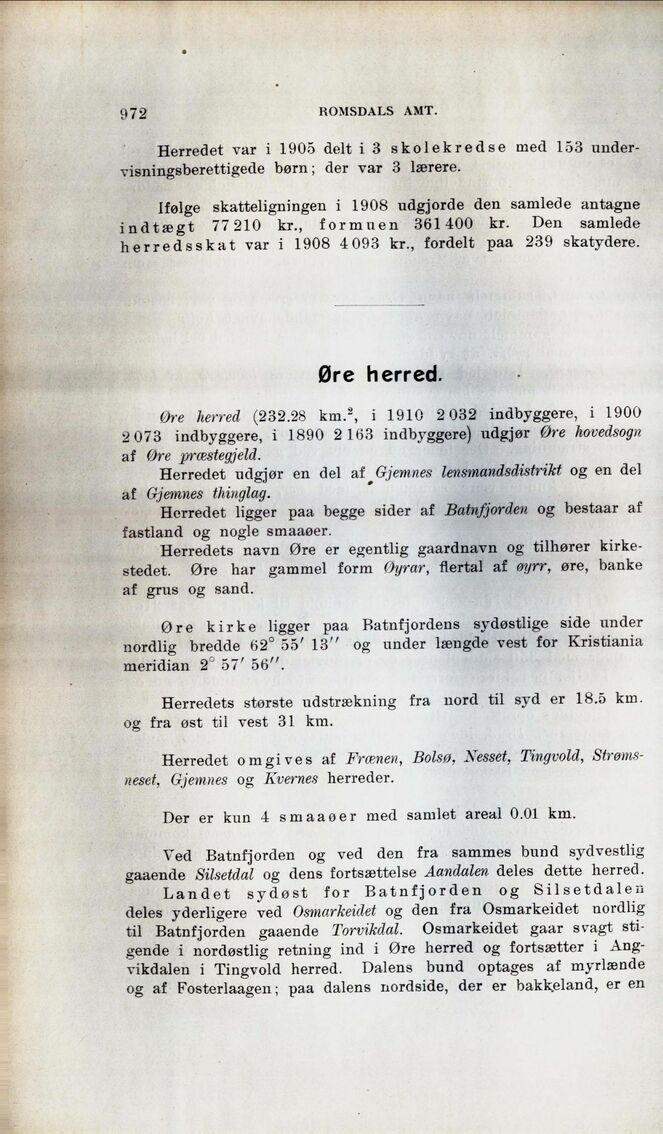 972
ROMSDALS AMT.
Herredet var i 1905 delt i 3 skolekredse med 153 under-
visningsberettigede børn; der var 3 lærere.
Ifølge skatteligningen i 1908 udgjorde den samlede antagne
indtægt 77 210 kr., formuen 361 400 kr. Den samlede
herredsskat var i 1908 4 093 kr., fordelt paa 239 skatydere.
Øre herred.
Øre herred (232.28 km.², i 1910 2 032 indbyggere, i 1900
2 073 indbyggere, i 1890 2 163 indbyggere) udgjør Øre hovedsogn
af Øre præstegjeld.
Herredet udgjør en del af Gjemnes lensmandsdistrikt og en del
af Gjemnes thinglag.
Herredet ligger paa begge sider af Batnfjorden og bestaar af
fastland og nogle smaaøer.
Herredets navn Øre er egentlig gaardnavn og tilhører kirke-
stedet. Øre har gammel form Øyrar, flertal af øyrr, øre, banke
af grus og sand.
Øre kirke ligger paa Batnfjordens sydøstlige side under
nordlig bredde 62° 55′ 13″ og under længde vest for Kristiania
meridian 2° 57′ 56″.
Herredets største udstrækning fra nord til syd er 18.5 km.
og fra øst til vest 31 km.
Herredet omgives af Frænen, Bolsø, Nesset, Tingvold, Strøms-
neset, Gjemnes og Kvernes herreder.
Der er kun 4 smaaøer med samlet areal 0.01 km.
Ved Batnfjorden og ved den fra sammes bund sydvestlig
gaaende Silsetdal og dens fortsættelse Aandalen deles dette herred.
Landet sydøst for Batnfjorden og Silsetdalen
deles yderligere ved Osmarkeidet og den fra Osmarkeidet nordlig
til Batnfjorden gaaende Torvikdal. Osmarkeidet gaar svagt sti-
gende i nordøstlig retning ind i Øre herred og fortsætter i Ang-
vikdalen i Tingvold herred. Dalens bund optages af myrlænde
og af Fosterlaagen; paa dalens nordside, der er bakkeland, er en